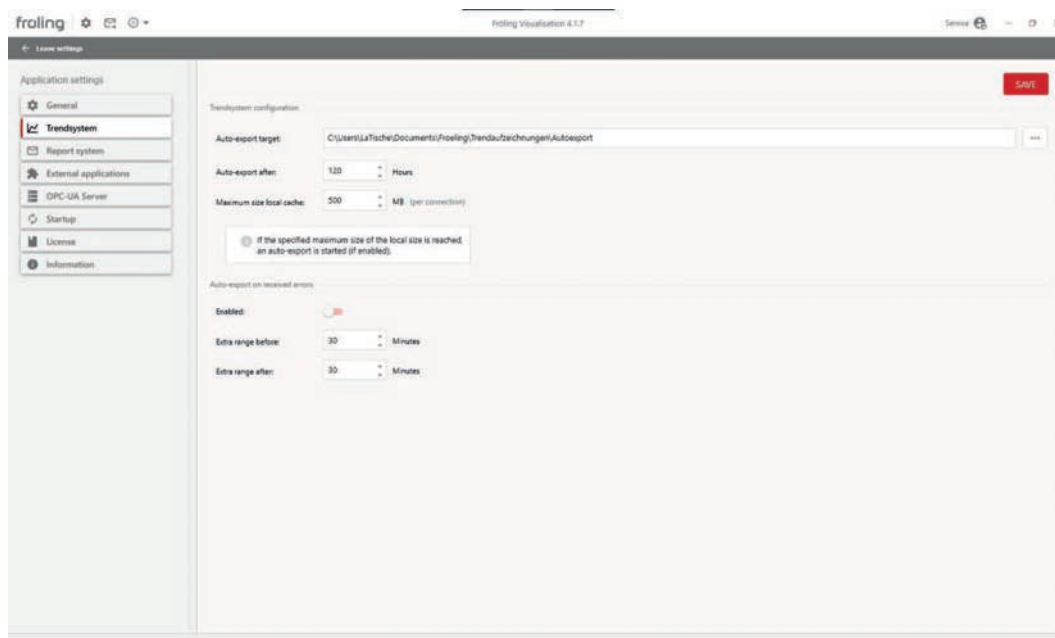 froling
Froling Visualisation 4.1.7
Service
Leave settings
Application settings
General
Trendsystem
Report system
External applications
OPC-UA Server
Startup
License
Information
SAVE
Trendsystem configuration
Auto-export target: C:\Users\LaTische\Documents\Froeling\Trendaufzeichnungen\Autoexport ...
Auto-export after: 120 Hours
Maximum size local cache: 500 MB (per connection)
If the specified maximum size of the local size is reached,
an auto-export is started (if enabled).
Auto-export on received errors
Enabled:
Extra range before: 30 Minutes
Extra range after: 30 Minutes